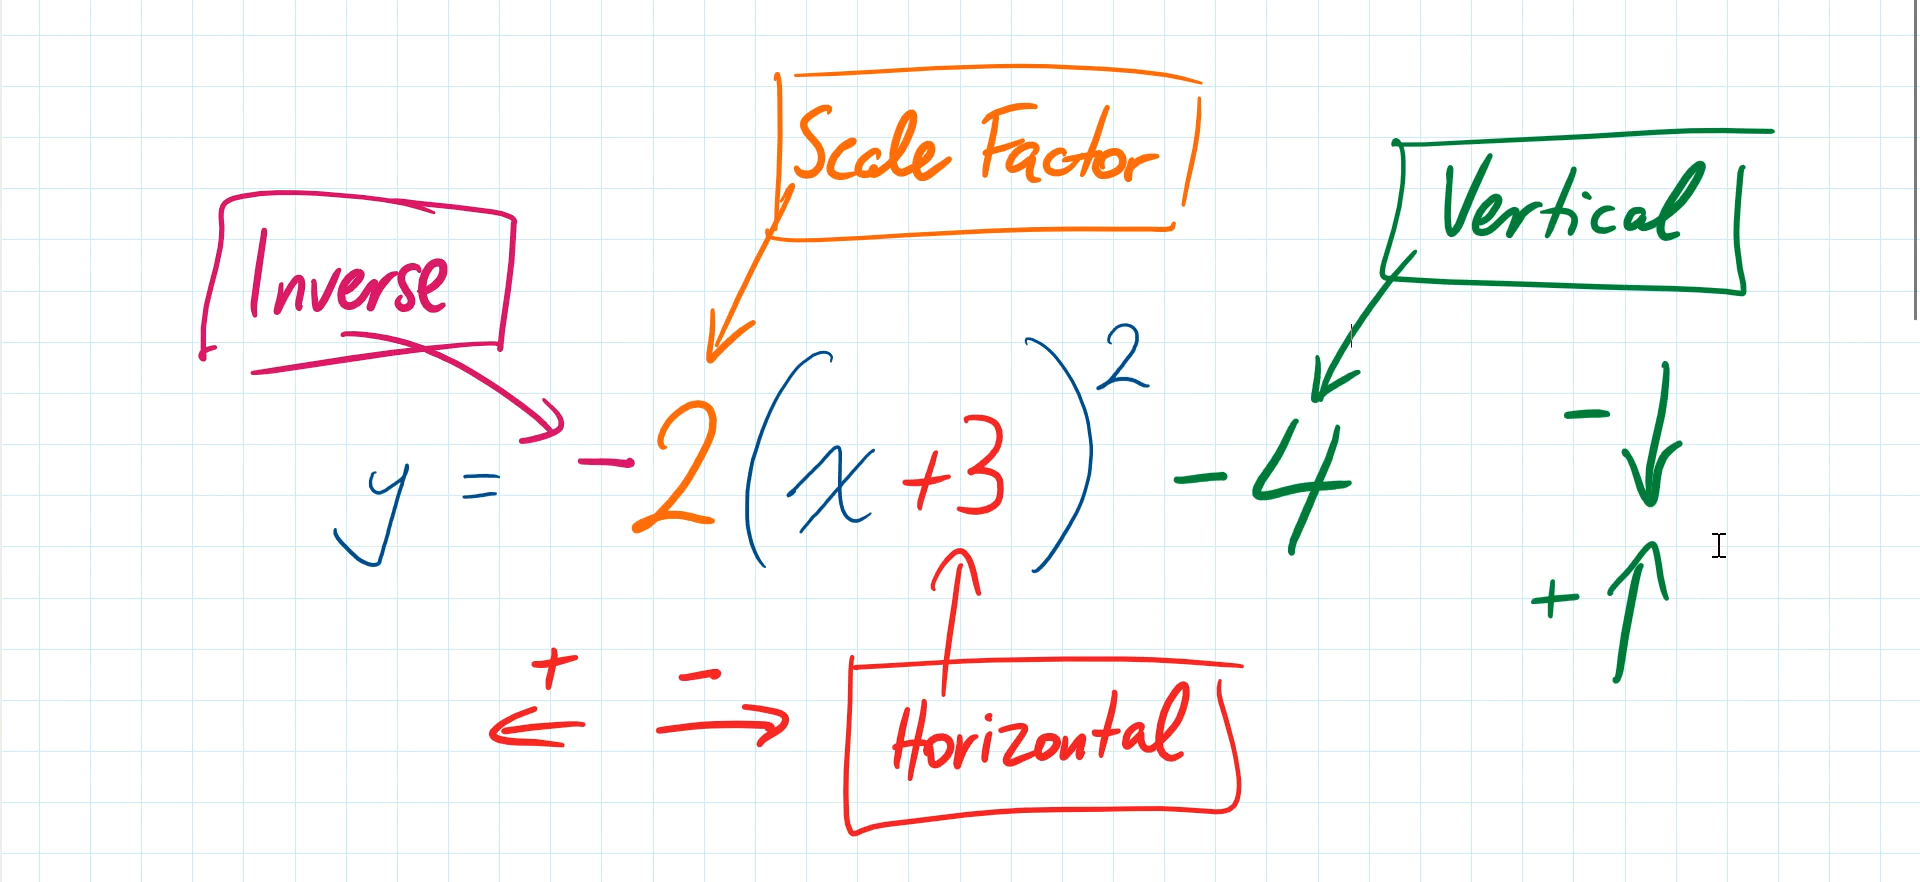 Scale Factor
Vertical
Inverse
y = -2(x+3)² -4
- ↓
+ ↑
+ -
← →
Horizontal